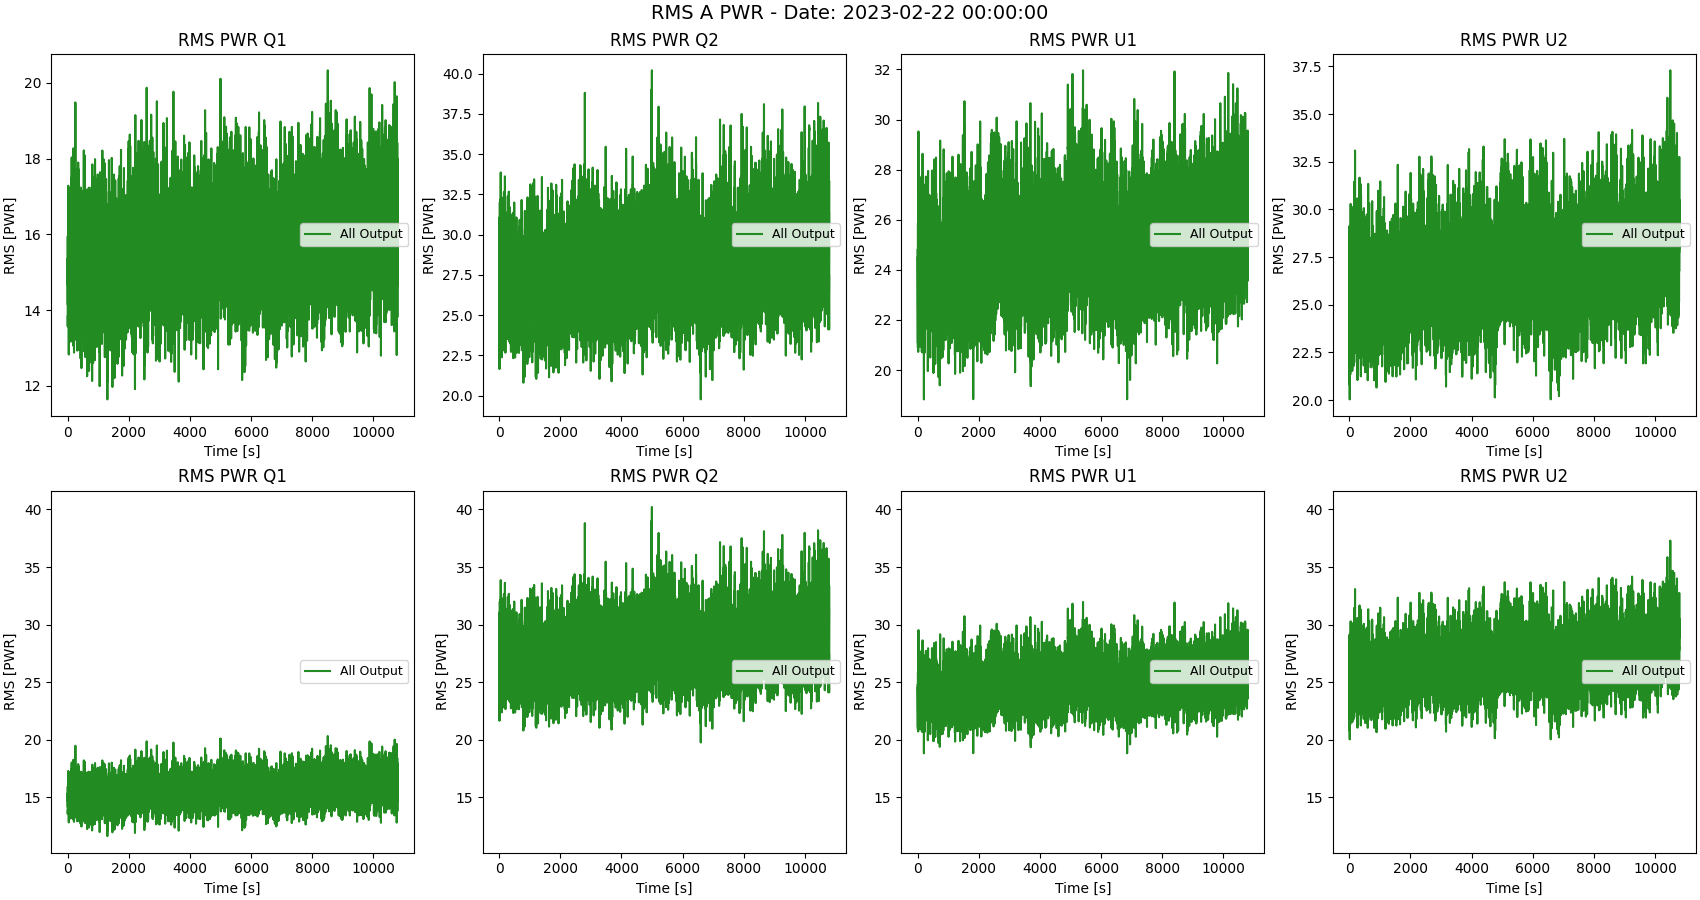 RMS A PWR - Date: 2023-02-22 00:00:00
RMS PWR Q1
RMS [PWR]
20
18
16
14
12
All Output
0 2000 4000 6000 8000 10000
Time [s]
RMS PWR Q2
RMS [PWR]
40.0
37.5
35.0
32.5
30.0
27.5
25.0
22.5
20.0
All Output
0 2000 4000 6000 8000 10000
Time [s]
RMS PWR U1
RMS [PWR]
32
30
28
26
24
22
20
All Output
0 2000 4000 6000 8000 10000
Time [s]
RMS PWR U2
RMS [PWR]
37.5
35.0
32.5
30.0
27.5
25.0
22.5
20.0
All Output
0 2000 4000 6000 8000 10000
Time [s]
RMS PWR Q1
RMS [PWR]
40
35
30
25
20
15
All Output
0 2000 4000 6000 8000 10000
Time [s]
RMS PWR Q2
RMS [PWR]
40
35
30
25
20
15
All Output
0 2000 4000 6000 8000 10000
Time [s]
RMS PWR U1
RMS [PWR]
40
35
30
25
20
15
All Output
0 2000 4000 6000 8000 10000
Time [s]
RMS PWR U2
RMS [PWR]
40
35
30
25
20
15
All Output
0 2000 4000 6000 8000 10000
Time [s]